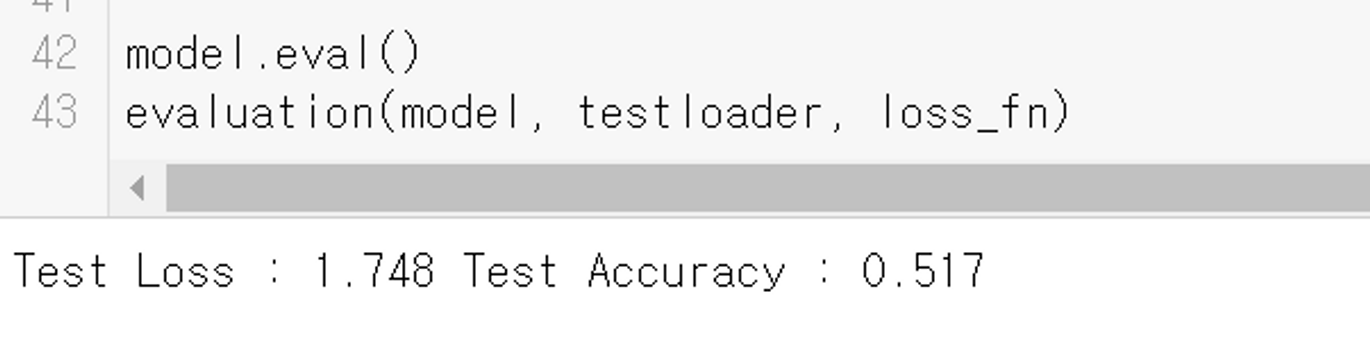 42 model.eval()
43 evaluation(model, testloader, loss_fn)
Test Loss : 1.748 Test Accuracy : 0.517